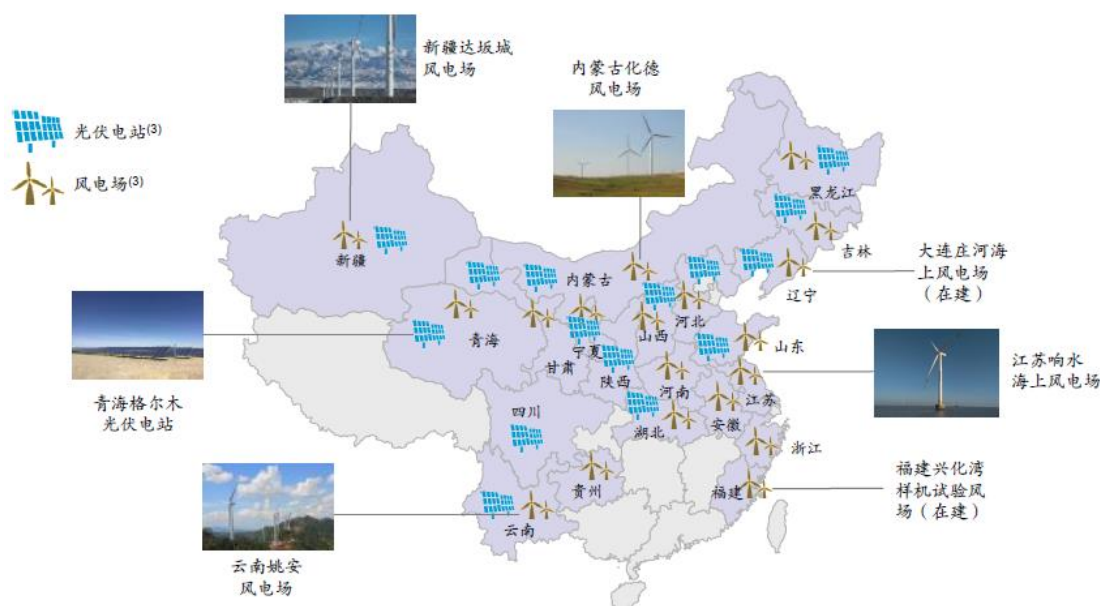 新疆达坂城
风电场
内蒙古化德
风电场
光伏电站(3)
风电场(3)
黑龙江
吉林
大连庄河海
上风电场
（在建）
辽宁
新疆
内蒙古
河北
青海
宁夏
山西
山东
甘肃
陕西
河南
江苏
江苏响水
海上风电场
青海格尔木
光伏电站
四川
湖北
安徽
浙江
贵州
福建
福建兴化湾
样机试验风
场（在建）
云南
云南姚安
风电场